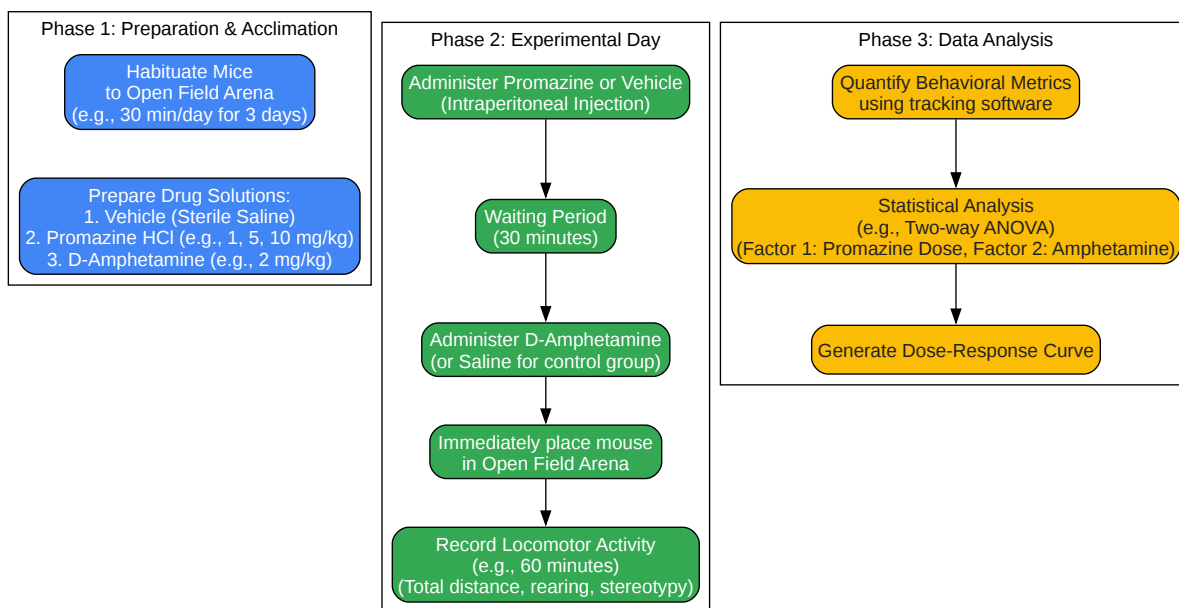 Phase 1: Preparation & Acclimation
Habituate Mice
to Open Field Arena
(e.g., 30 min/day for 3 days)
Prepare Drug Solutions:
1. Vehicle (Sterile Saline)
2. Promazine HCl (e.g., 1, 5, 10 mg/kg)
3. D-Amphetamine (e.g., 2 mg/kg)
Phase 2: Experimental Day
Administer Promazine or Vehicle
(Intraperitoneal Injection)
Waiting Period
(30 minutes)
Administer D-Amphetamine
(or Saline for control group)
Immediately place mouse
in Open Field Arena
Record Locomotor Activity
(e.g., 60 minutes)
(Total distance, rearing, stereotypy)
Phase 3: Data Analysis
Quantify Behavioral Metrics
using tracking software
Statistical Analysis
(e.g., Two-way ANOVA)
(Factor 1: Promazine Dose, Factor 2: Amphetamine)
Generate Dose-Response Curve